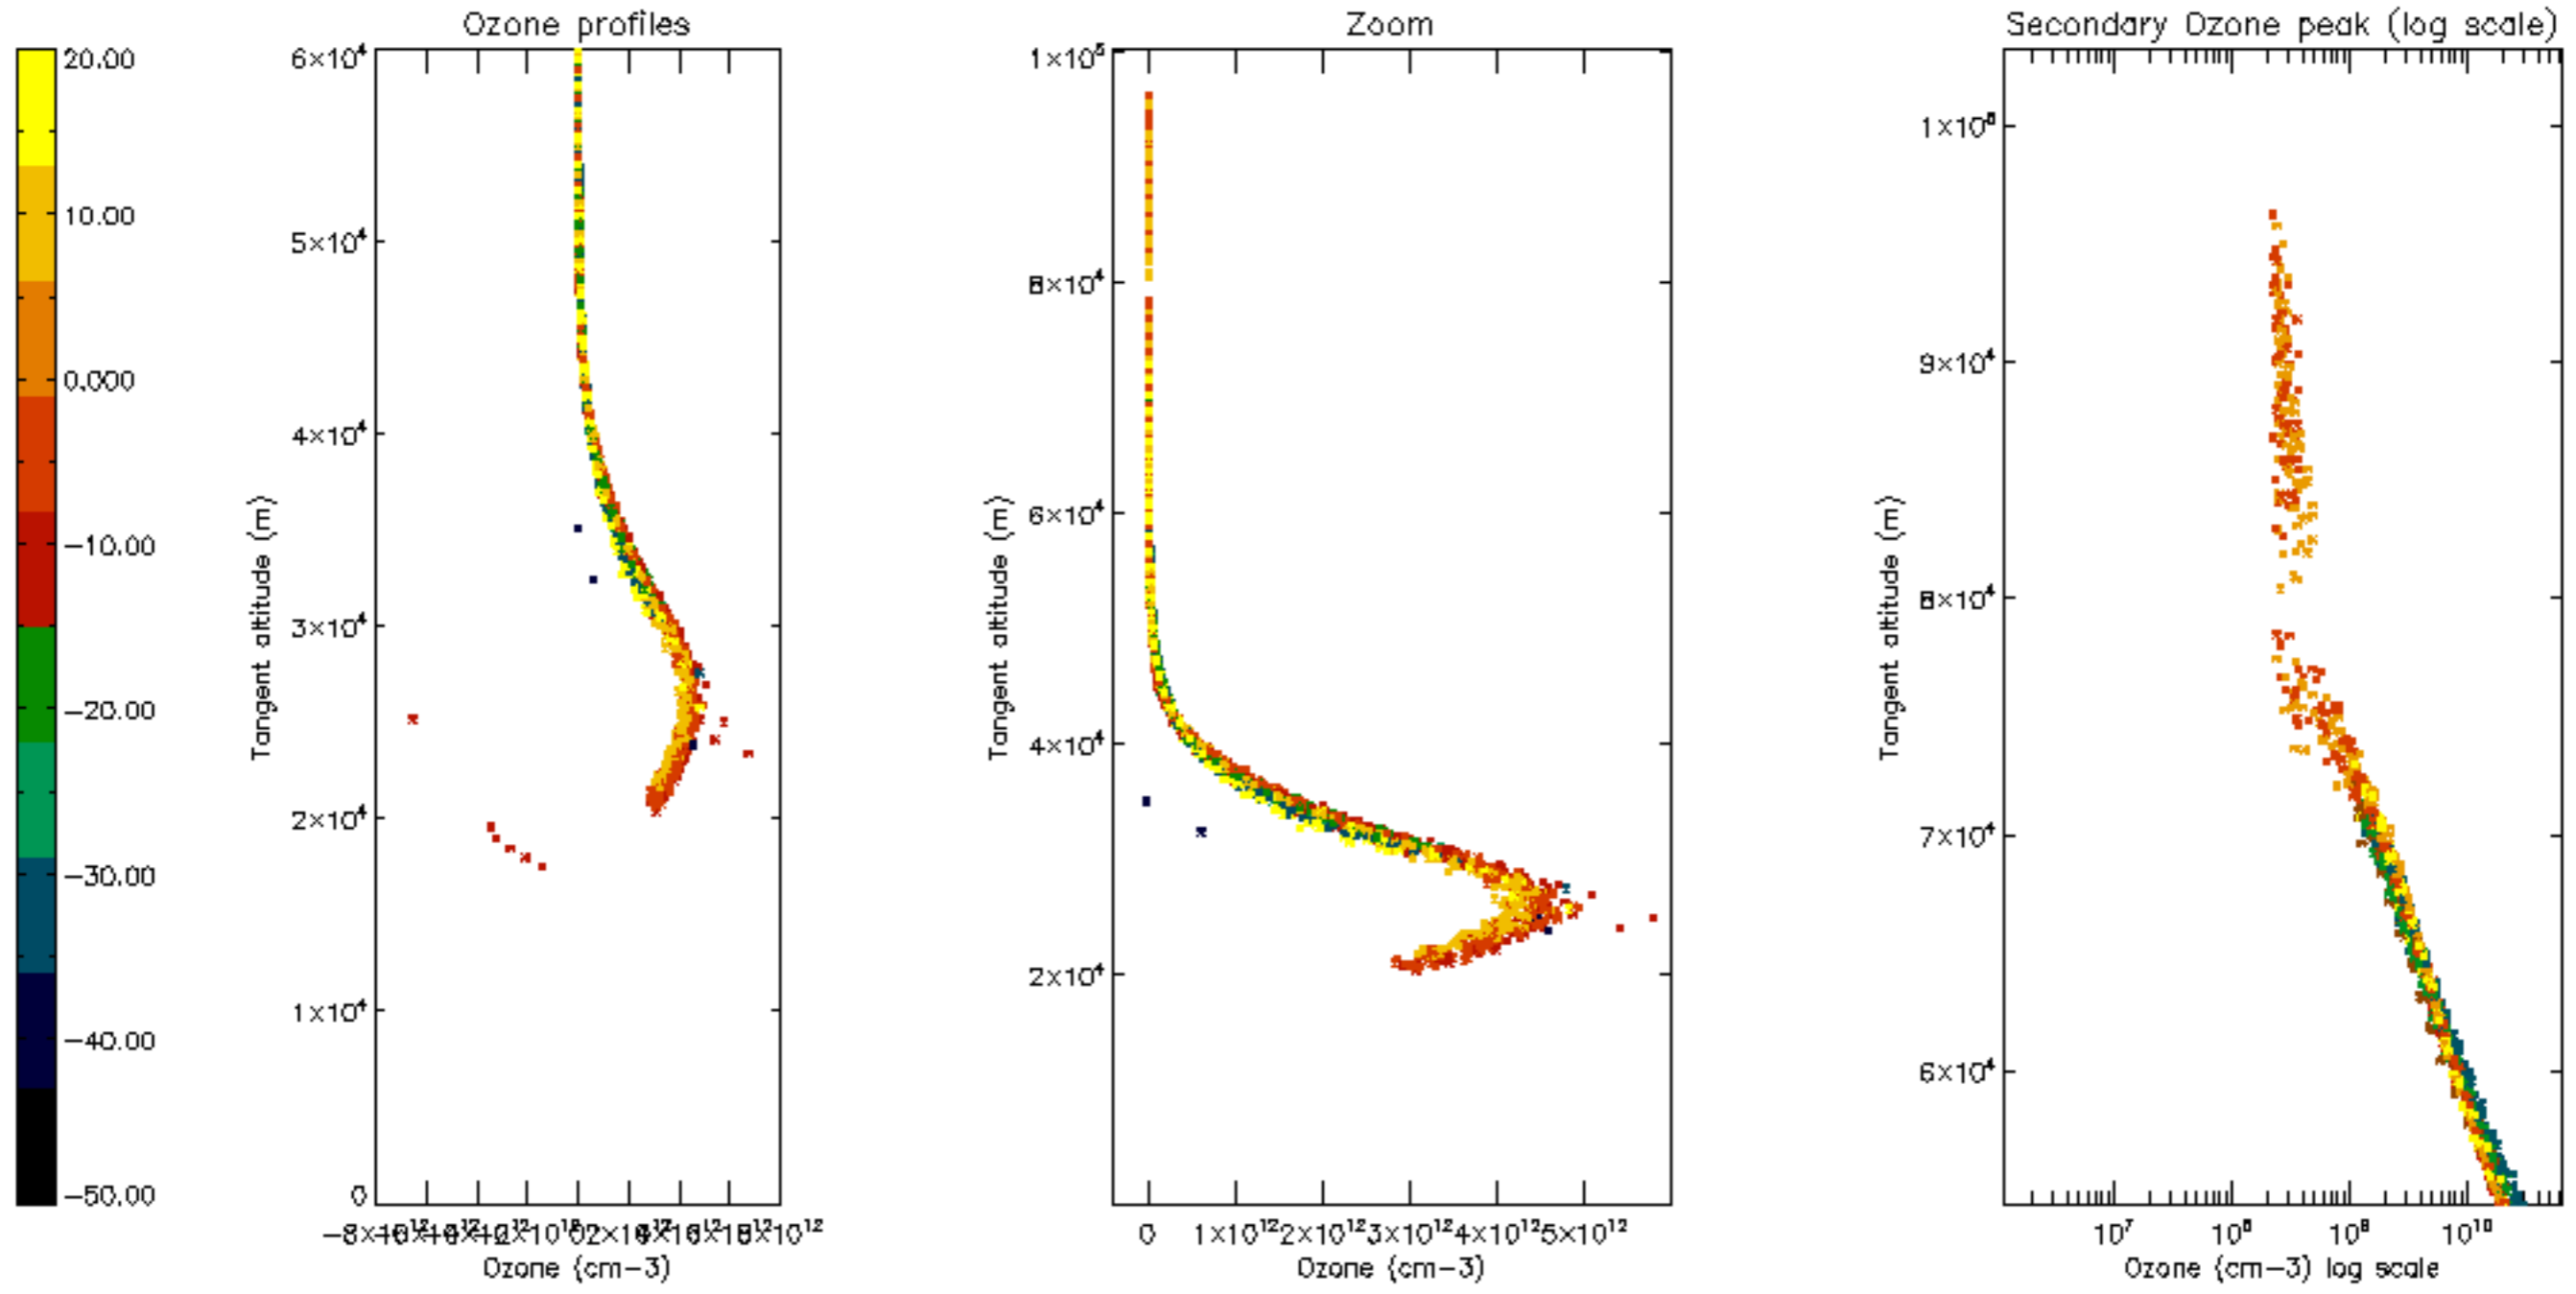 Ozone profiles
Zoom
Secondary Ozone peak (log scale)
20.00
10.00
0.000
−10.00
−20.00
−30.00
−40.00
−50.00
6×10⁴
5×10⁴
4×10⁴
3×10⁴
2×10⁴
1×10⁴
0
Tangent altitude (m)
Ozone (cm−3)
1×10⁵
8×10⁴
6×10⁴
4×10⁴
2×10⁴
Tangent altitude (m)
0 1×10¹² 2×10¹² 3×10¹² 4×10¹² 5×10¹²
Ozone (cm−3)
1×10⁵
9×10⁴
8×10⁴
7×10⁴
6×10⁴
Tangent altitude (m)
10⁷ 10⁸ 10⁹ 10¹⁰
Ozone (cm−3) log scale